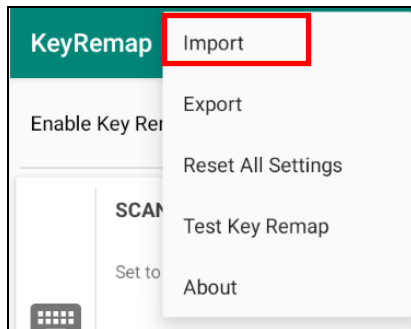 KeyRemap
Import
Export
Enable Key Rem
Reset All Settings
SCAN
Test Key Remap
Set to
About